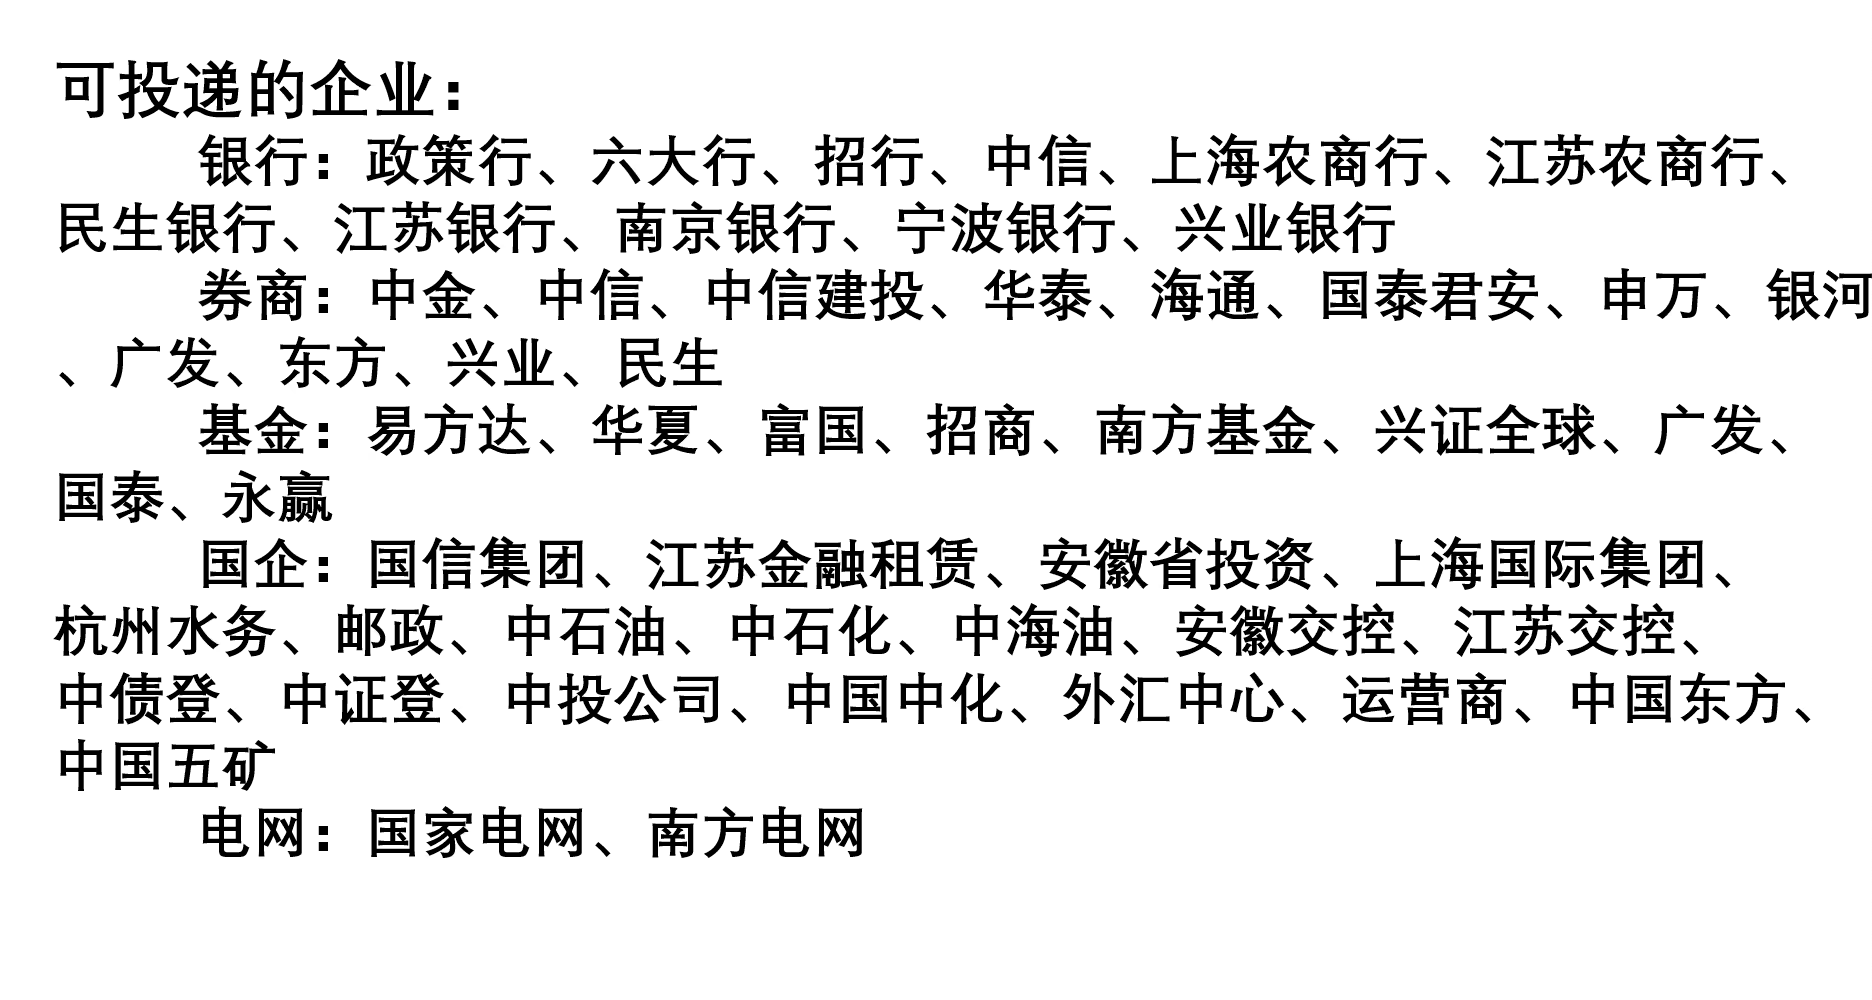 可投递的企业：
银行：政策行、六大行、招行、中信、上海农商行、江苏农商行、
民生银行、江苏银行、南京银行、宁波银行、兴业银行
券商：中金、中信、中信建投、华泰、海通、国泰君安、申万、银河
、广发、东方、兴业、民生
基金：易方达、华夏、富国、招商、南方基金、兴证全球、广发、
国泰、永赢
国企：国信集团、江苏金融租赁、安徽省投资、上海国际集团、
杭州水务、邮政、中石油、中石化、中海油、安徽交控、江苏交控、
中债登、中证登、中投公司、中国中化、外汇中心、运营商、中国东方、
中国五矿
电网：国家电网、南方电网